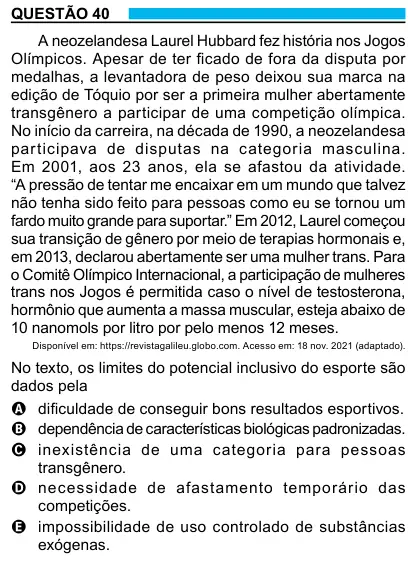 QUESTÃO 40
A neozelandesa Laurel Hubbard fez história nos Jogos
Olímpicos. Apesar de ter ficado de fora da disputa por
medalhas, a levantadora de peso deixou sua marca na
edição de Tóquio por ser a primeira mulher abertamente
transgênero a participar de uma competição olímpica.
No início da carreira, na década de 1990, a neozelandesa
participava de disputas na categoria masculina.
Em 2001, aos 23 anos, ela se afastou da atividade.
“A pressão de tentar me encaixar em um mundo que talvez
não tenha sido feito para pessoas como eu se tornou um
fardo muito grande para suportar.” Em 2012, Laurel começou
sua transição de gênero por meio de terapias hormonais e,
em 2013, declarou abertamente ser uma mulher trans. Para
o Comitê Olímpico Internacional, a participação de mulheres
trans nos Jogos é permitida caso o nível de testosterona,
hormônio que aumenta a massa muscular, esteja abaixo de
10 nanomols por litro por pelo menos 12 meses.
Disponível em: https://revistagalileu.globo.com. Acesso em: 18 nov. 2021 (adaptado).
No texto, os limites do potencial inclusivo do esporte são
dados pela
A dificuldade de conseguir bons resultados esportivos.
B dependência de características biológicas padronizadas.
C inexistência de uma categoria para pessoas
transgênero.
D necessidade de afastamento temporário das
competições.
E impossibilidade de uso controlado de substâncias
exógenas.